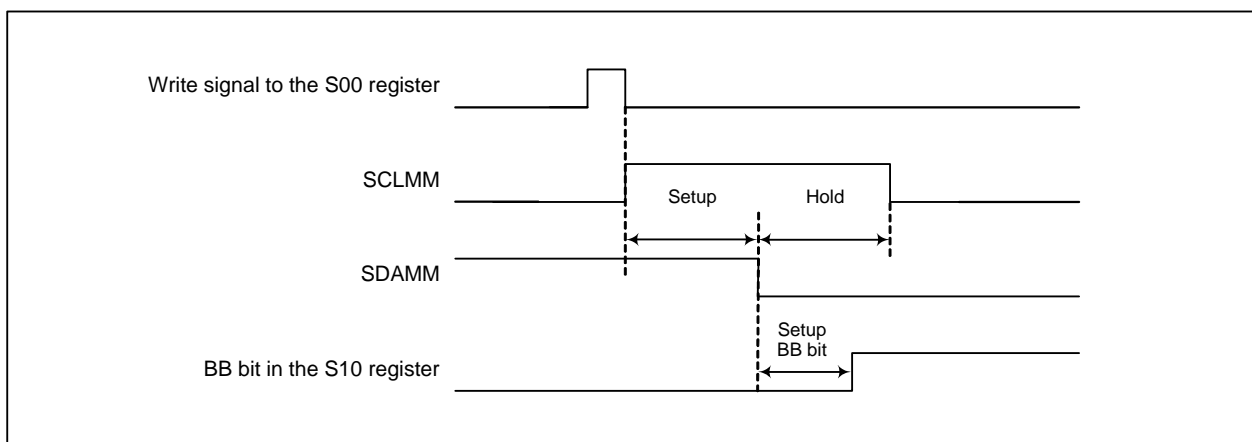 Write signal to the S00 register
SCLMM
Setup
Hold
SDAMM
Setup
BB bit
BB bit in the S10 register